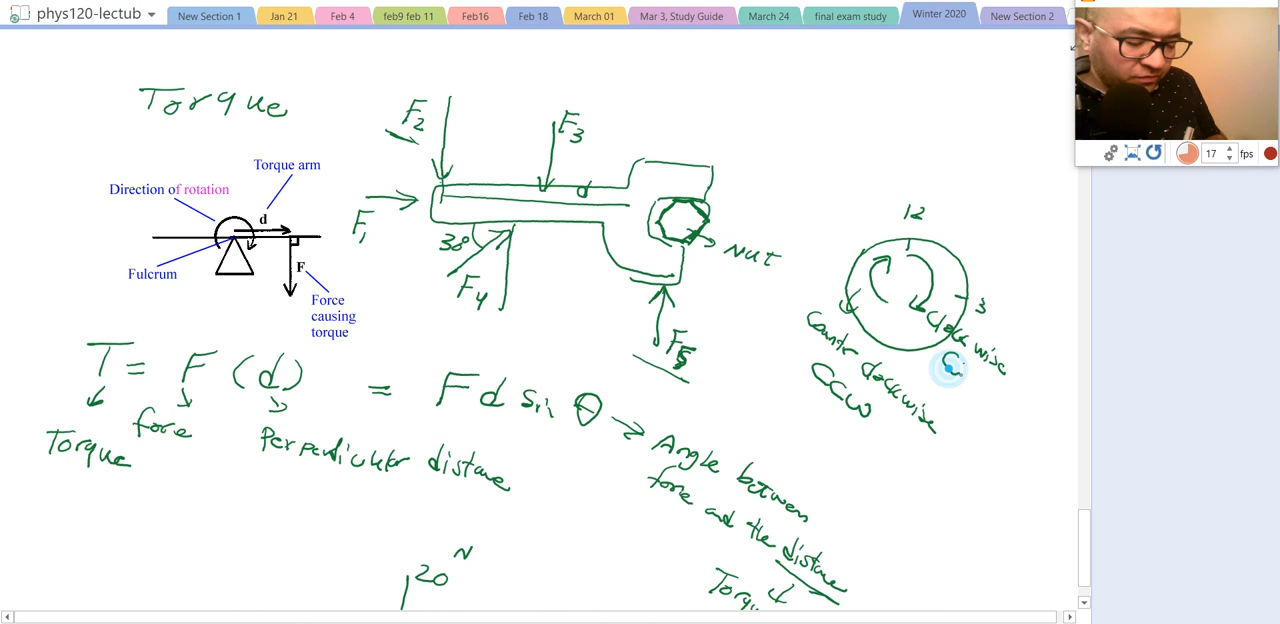 phys120-lectub
New Section 1
Jan 21
Feb 4
feb9 feb 11
Feb16
Feb 18
March 01
Mar 3, Study Guide
March 24
final exam study
Winter 2020
New Section 2
17 fps
Torque
Torque arm
Direction of rotation
d
Fulcrum
F
Force
causing
torque
F2
F3
d
F1
30°
F4
F5
Nut
12
3
clockwise
C
Counter clockwise
CCW
T = F (d) = F d sin θ
Torque
force
Perpendicular distance
Angle between
force and the distance
20 N
Torqu